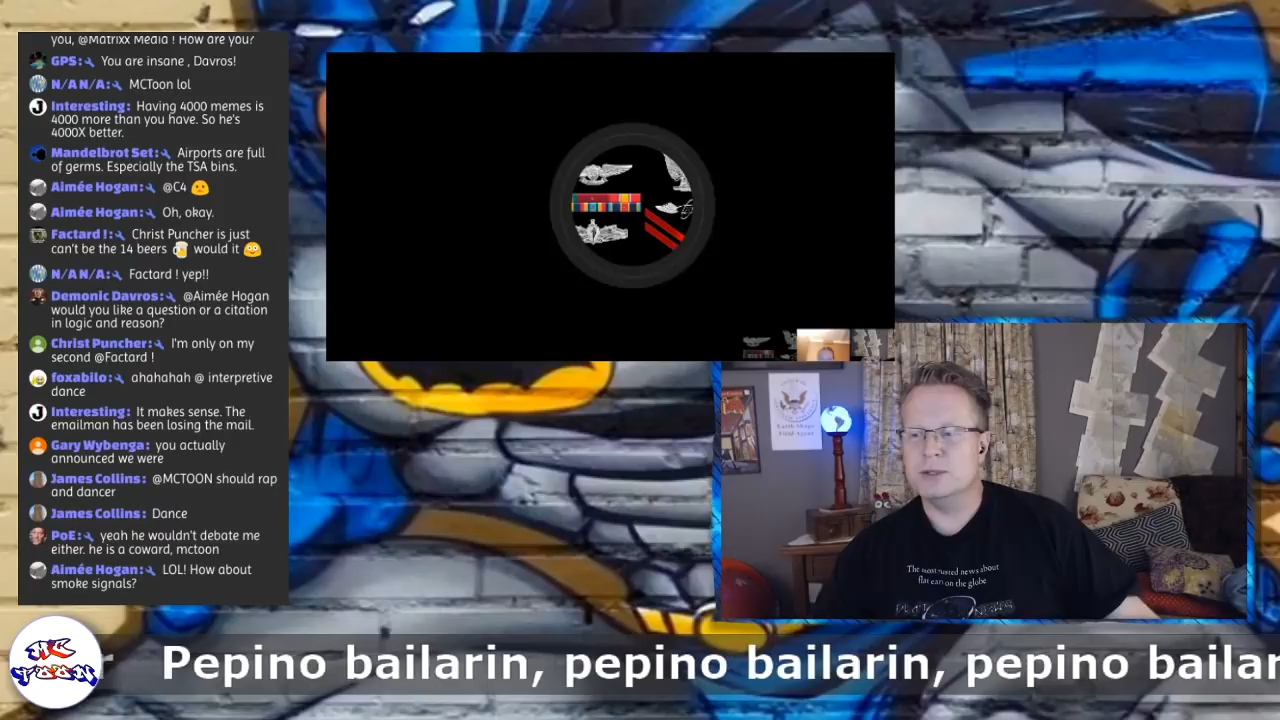 you, @Matrixx Media ! How are you?
GPS: You are insane , Davros!
N/A N/A: MCToon lol
Interesting: Having 4000 memes is
4000 more than you have. So he's
4000X better.
Mandelbrot Set: Airports are full
of germs. Especially the TSA bins.
Aimée Hogan: @C4 🙁
Aimée Hogan: Oh, okay.
Factard !: Christ Puncher is just
can't be the 14 beers 🍺 would it 😳
N/A N/A: Factard ! yep!!
Demonic Davros: @Aimée Hogan
would you like a question or a citation
in logic and reason?
Christ Puncher: I'm only on my
second @Factard !
foxabilo: ahahahah @ interpretive
dance
Interesting: It makes sense. The
emailman has been losing the mail.
Gary Wybenga: you actually
announced we were
James Collins: @MCTOON should rap
and dancer
James Collins: Dance
PoE: yeah he wouldn't debate me
either. he is a coward, mctoon
Aimée Hogan: LOL! How about
smoke signals?
The most trusted news about
flat earth on the globe
MC
TOON
r Pepino bailarin, pepino bailarin, pepino bailar